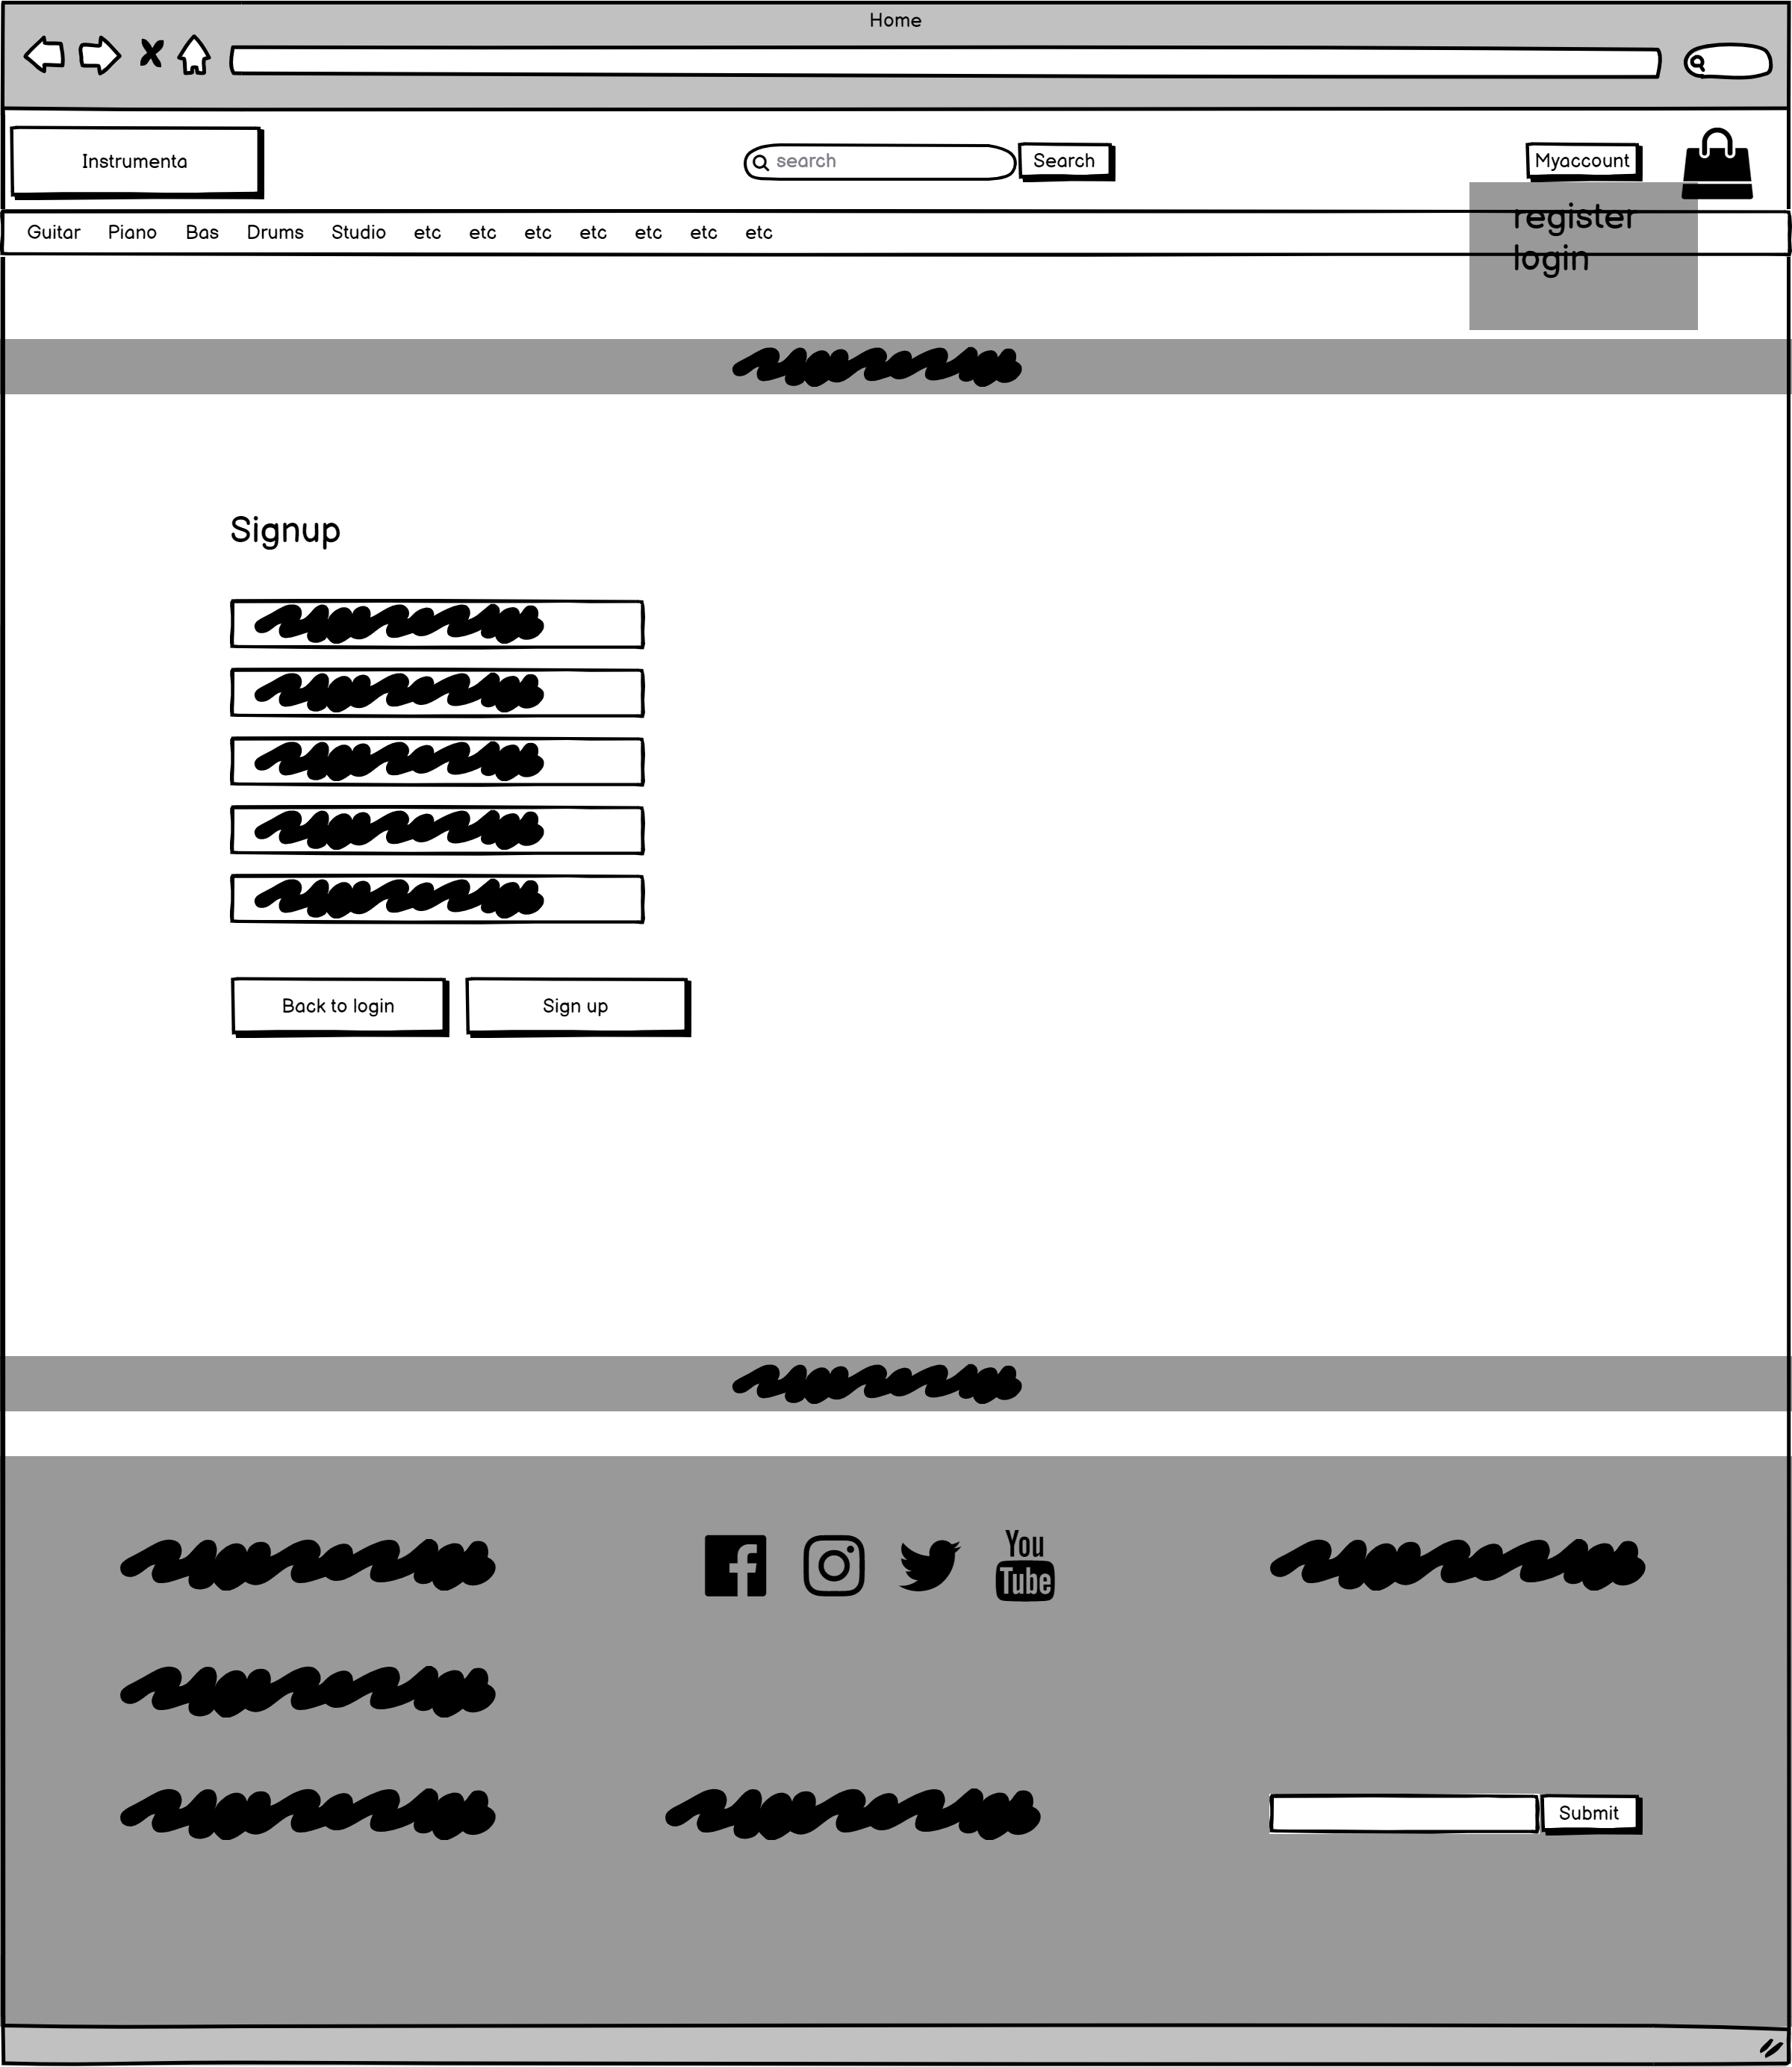 Home
Instrumenta
search
Search
Myaccount
register
login
Guitar Piano Bas Drums Studio etc etc etc etc etc etc etc
Signup
Back to login
Sign up
You
Tube
Submit